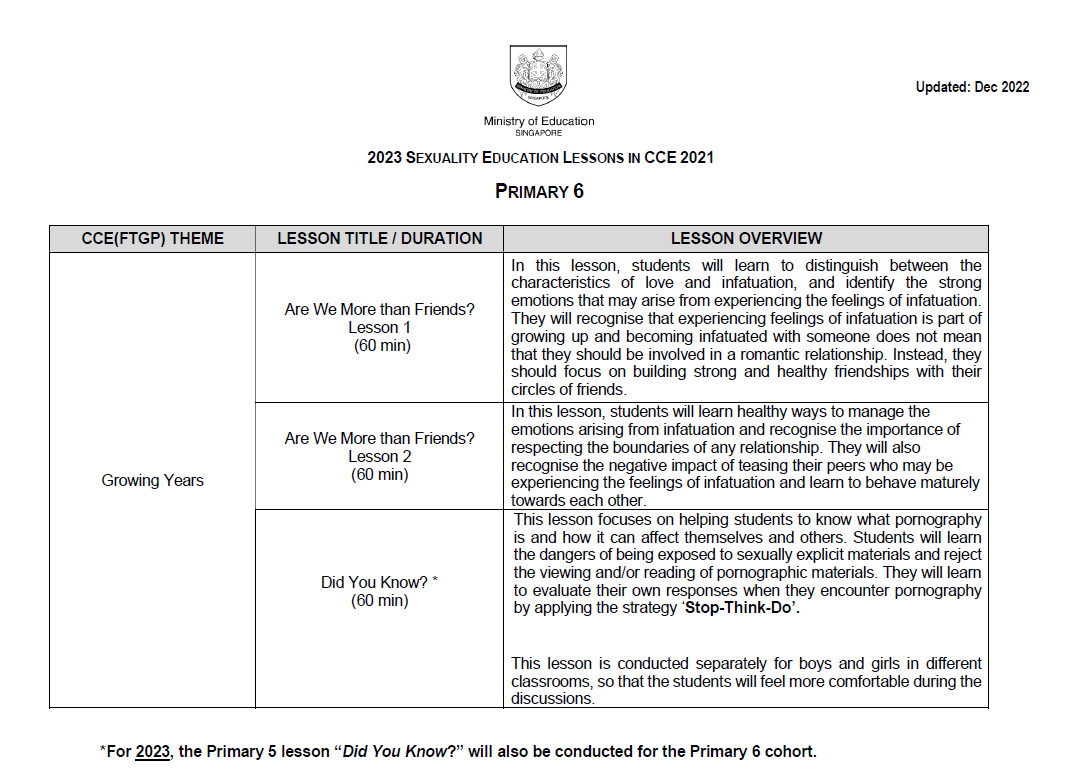 Updated: Dec 2022
SINGAPORE
Ministry of Education
SINGAPORE
2023 SEXUALITY EDUCATION LESSONS IN CCE 2021
PRIMARY 6
CCE(FTGP) THEME
LESSON TITLE / DURATION
LESSON OVERVIEW
Growing Years
Are We More than Friends?
Lesson 1
(60 min)
In this lesson, students will learn to distinguish between the
characteristics of love and infatuation, and identify the strong
emotions that may arise from experiencing the feelings of infatuation.
They will recognise that experiencing feelings of infatuation is part of
growing up and becoming infatuated with someone does not mean
that they should be involved in a romantic relationship. Instead, they
should focus on building strong and healthy friendships with their
circles of friends.
Are We More than Friends?
Lesson 2
(60 min)
In this lesson, students will learn healthy ways to manage the
emotions arising from infatuation and recognise the importance of
respecting the boundaries of any relationship. They will also
recognise the negative impact of teasing their peers who may be
experiencing the feelings of infatuation and learn to behave maturely
towards each other.
Did You Know? *
(60 min)
This lesson focuses on helping students to know what pornography
is and how it can affect themselves and others. Students will learn
the dangers of being exposed to sexually explicit materials and reject
the viewing and/or reading of pornographic materials. They will learn
to evaluate their own responses when they encounter pornography
by applying the strategy ‘Stop-Think-Do’.
This lesson is conducted separately for boys and girls in different
classrooms, so that the students will feel more comfortable during the
discussions.
*For 2023, the Primary 5 lesson “Did You Know?” will also be conducted for the Primary 6 cohort.